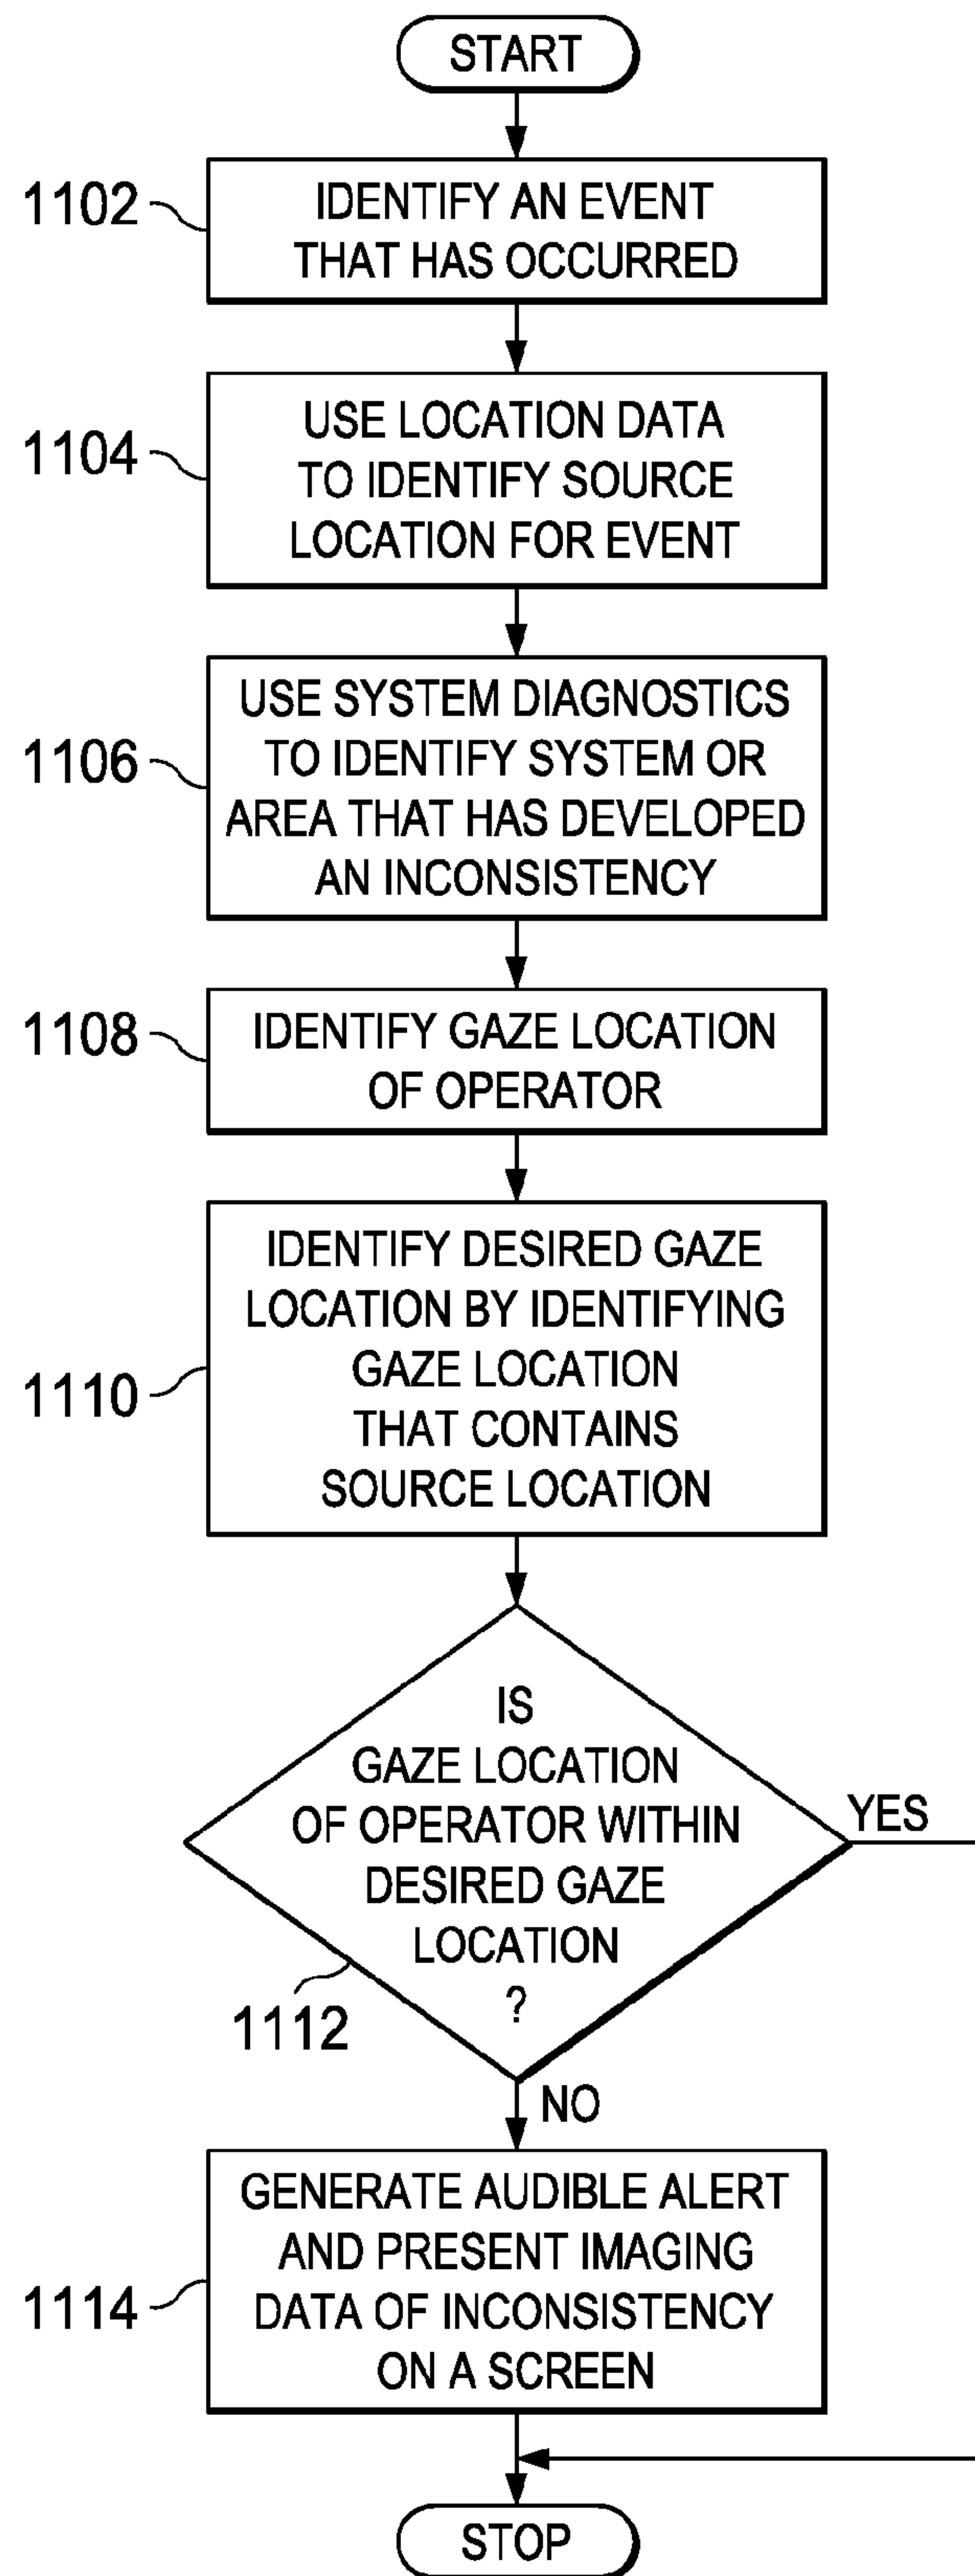 START
1102
IDENTIFY AN EVENT
THAT HAS OCCURRED
1104
USE LOCATION DATA
TO IDENTIFY SOURCE
LOCATION FOR EVENT
1106
USE SYSTEM DIAGNOSTICS
TO IDENTIFY SYSTEM OR
AREA THAT HAS DEVELOPED
AN INCONSISTENCY
1108
IDENTIFY GAZE LOCATION
OF OPERATOR
1110
IDENTIFY DESIRED GAZE
LOCATION BY IDENTIFYING
GAZE LOCATION
THAT CONTAINS
SOURCE LOCATION
IS
GAZE LOCATION
OF OPERATOR WITHIN
DESIRED GAZE
LOCATION
?
YES
1112
NO
1114
GENERATE AUDIBLE ALERT
AND PRESENT IMAGING
DATA OF INCONSISTENCY
ON A SCREEN
STOP